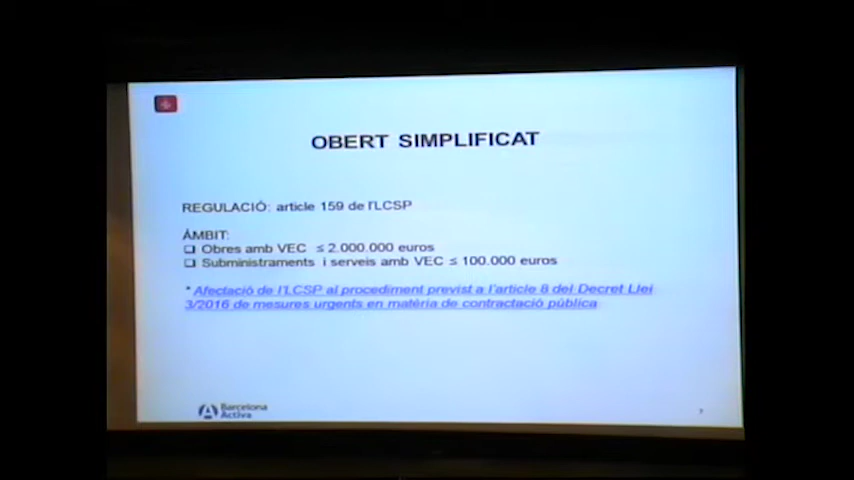 OBERT SIMPLIFICAT
REGULACIÓ: article 159 de l'LCSP
ÀMBIT:
❑ Obres amb VEC ≤ 2.000.000 euros
❑ Subministraments i serveis amb VEC ≤ 100.000 euros
* Afectació de l'LCSP al procediment previst a l'article 8 del Decret Llei
3/2016 de mesures urgents en matèria de contractació pública
Barcelona
Activa
7